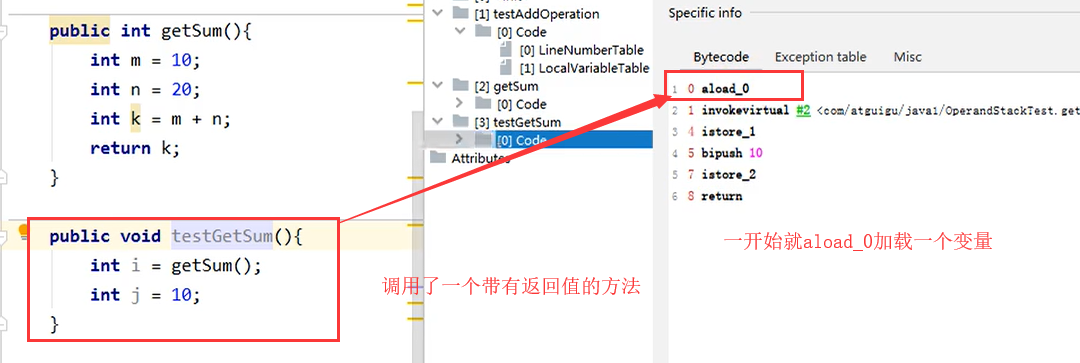 public int getSum(){
int m = 10;
int n = 20;
int k = m + n;
return k;
}
public void testGetSum(){
int i = getSum();
int j = 10;
}
[1] testAddOperation
[0] Code
[0] LineNumberTable
[1] LocalVariableTable
[2] getSum
[0] Code
[3] testGetSum
[0] Code
Attributes
调用了一个带有返回值的方法
Specific info
Bytecode Exception table Misc
1 0 aload_0
2 1 invokevirtual #2 <com/atguigu/java1/OperandStackTest.get
3 4 istore_1
4 5 bipush 10
5 7 istore_2
6 8 return
一开始就aload_0加载一个变量